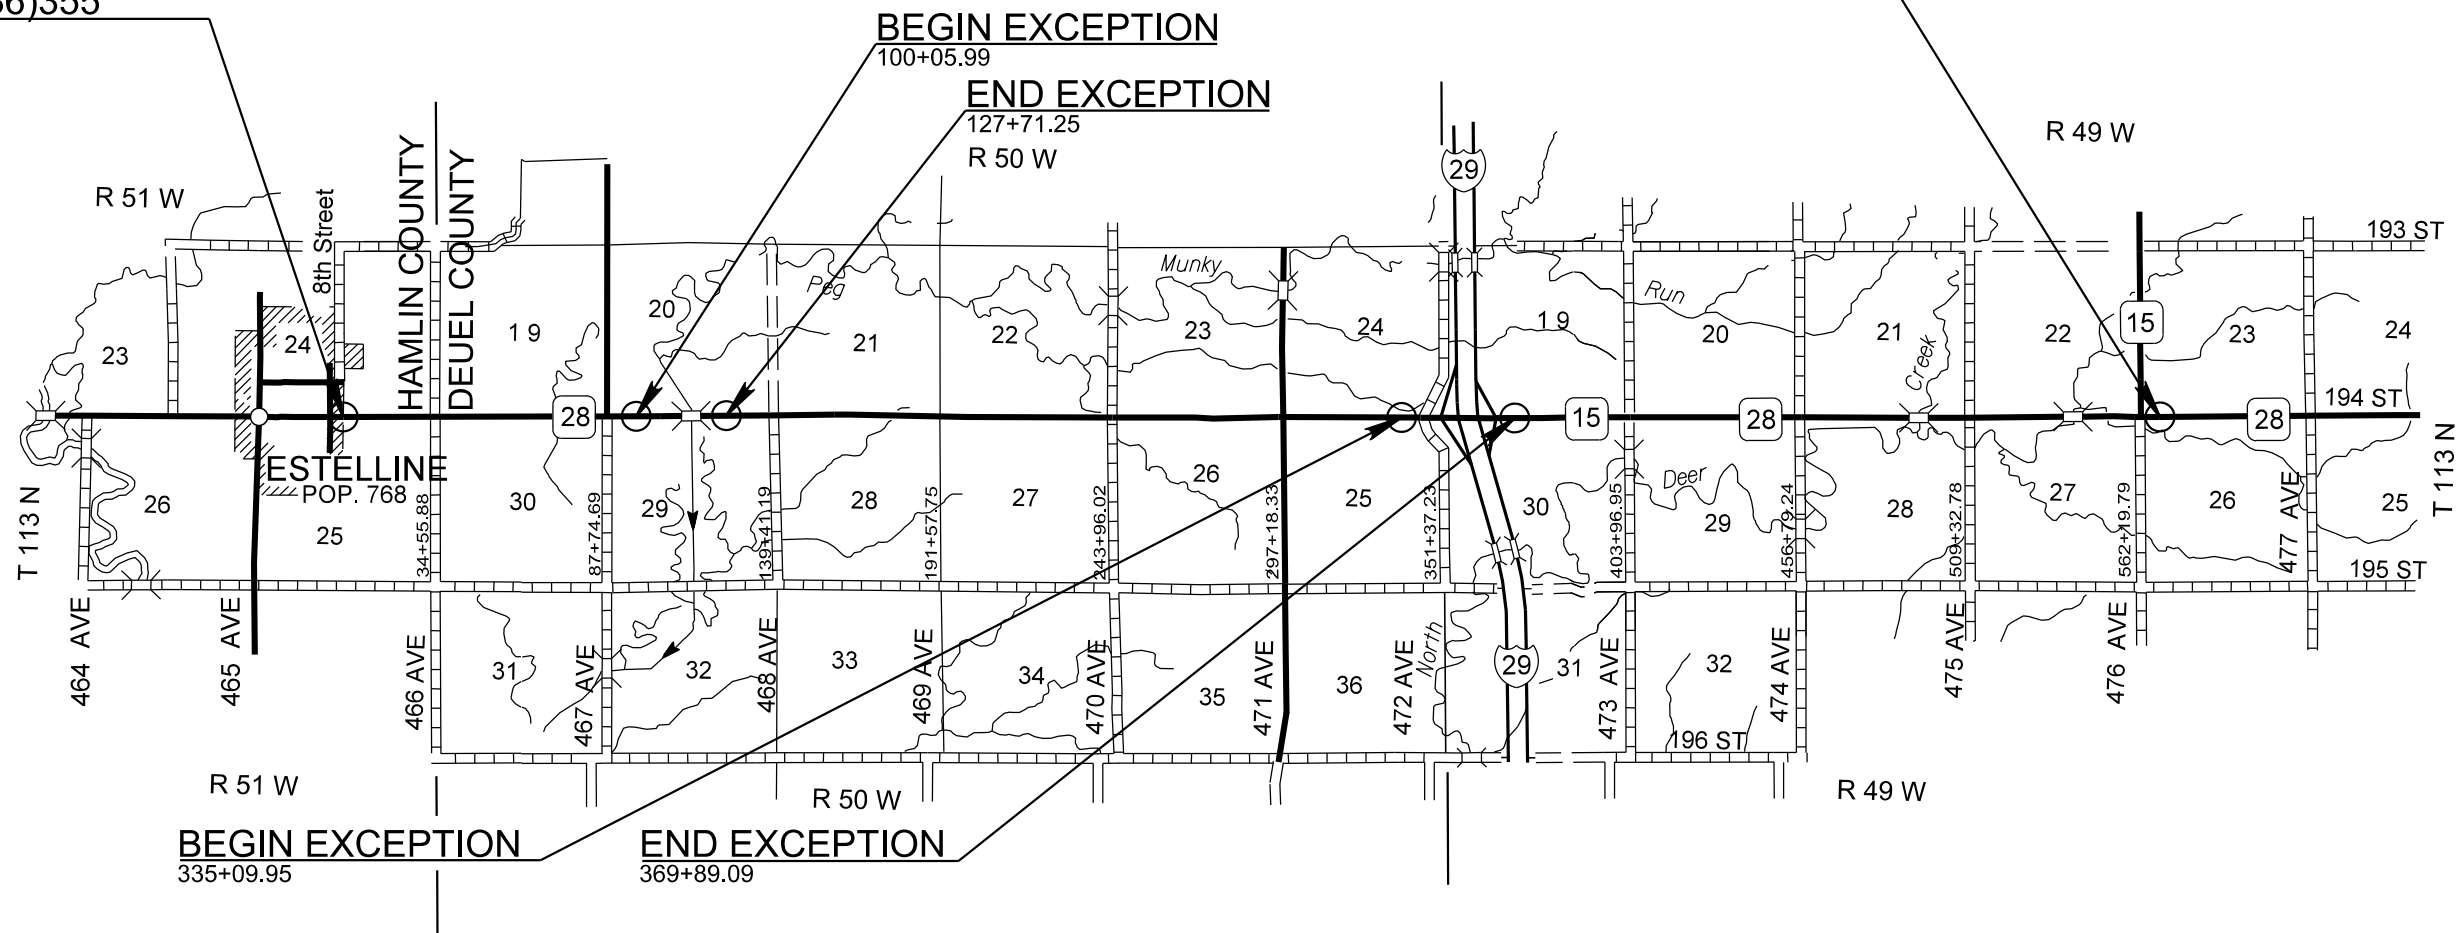 6)355
BEGIN EXCEPTION
100+05.99
END EXCEPTION
127+71.25
R 50 W
R 49 W
29
R 51 W
8th Street
HAMLIN COUNTY
DEUEL COUNTY
193 ST
Peg
Munky
Run
Creek
23
24
19
20
21
22
23
24
19
20
21
22
15
23
24
194 ST
28
15
28
28
ESTELLINE
POP. 768
T 113 N
26
25
30
29
28
27
26
25
30
Deer
29
28
27
26
25
T 113 N
34+55.88
87+74.69
139+41.19
191+57.75
243+96.02
297+18.33
351+37.23
403+96.95
456+79.24
509+32.78
562+19.79
477 AVE
195 ST
464 AVE
465 AVE
466 AVE
31
467 AVE
32
468 AVE
33
469 AVE
34
470 AVE
35
471 AVE
36
472 AVE
North
29
31
473 AVE
32
474 AVE
475 AVE
476 AVE
196 ST
R 51 W
R 50 W
R 49 W
BEGIN EXCEPTION
335+09.95
END EXCEPTION
369+89.09